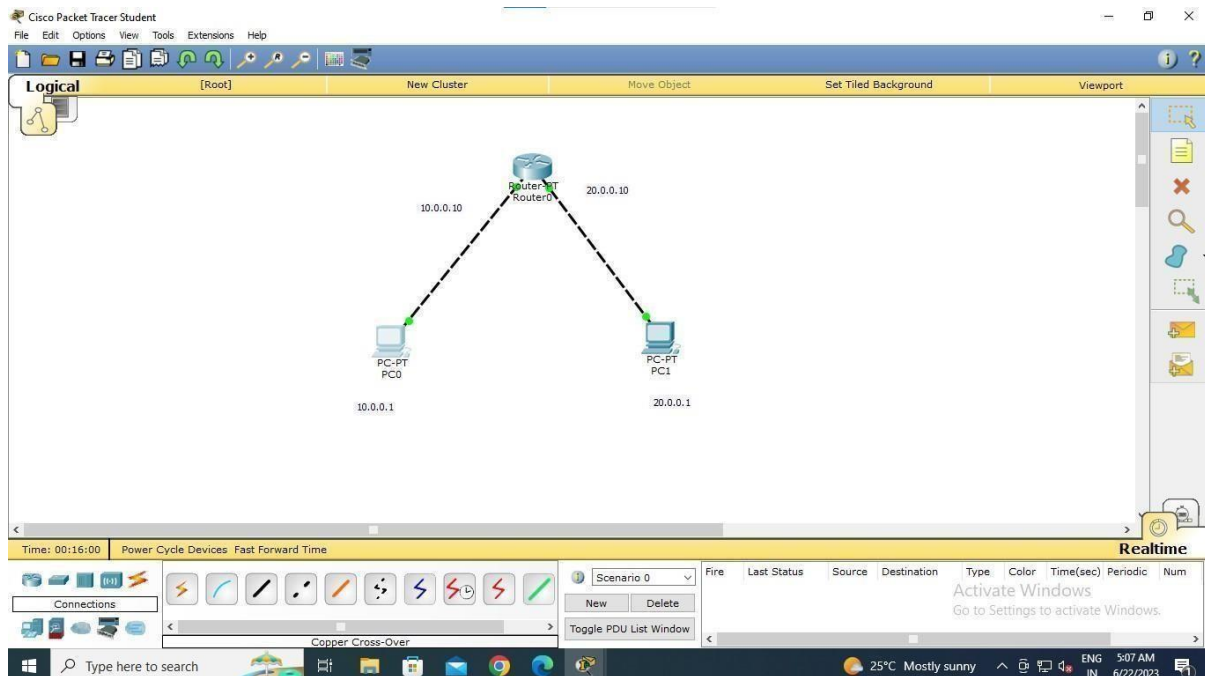 Cisco Packet Tracer Student
File Edit Options View Tools Extensions Help
Logical [Root] New Cluster Move Object Set Tiled Background Viewport
Router-PT
Router0
20.0.0.10
10.0.0.10
PC-PT
PC0
PC-PT
PC1
10.0.0.1
20.0.0.1
Time: 00:16:00 Power Cycle Devices Fast Forward Time Realtime
Connections
Copper Cross-Over
Scenario 0
New Delete
Toggle PDU List Window
Fire Last Status Source Destination Type Color Time(sec) Periodic Num
Activate Windows
Go to Settings to activate Windows.
Type here to search
25°C Mostly sunny
ENG
IN
5:07 AM
6/22/2023